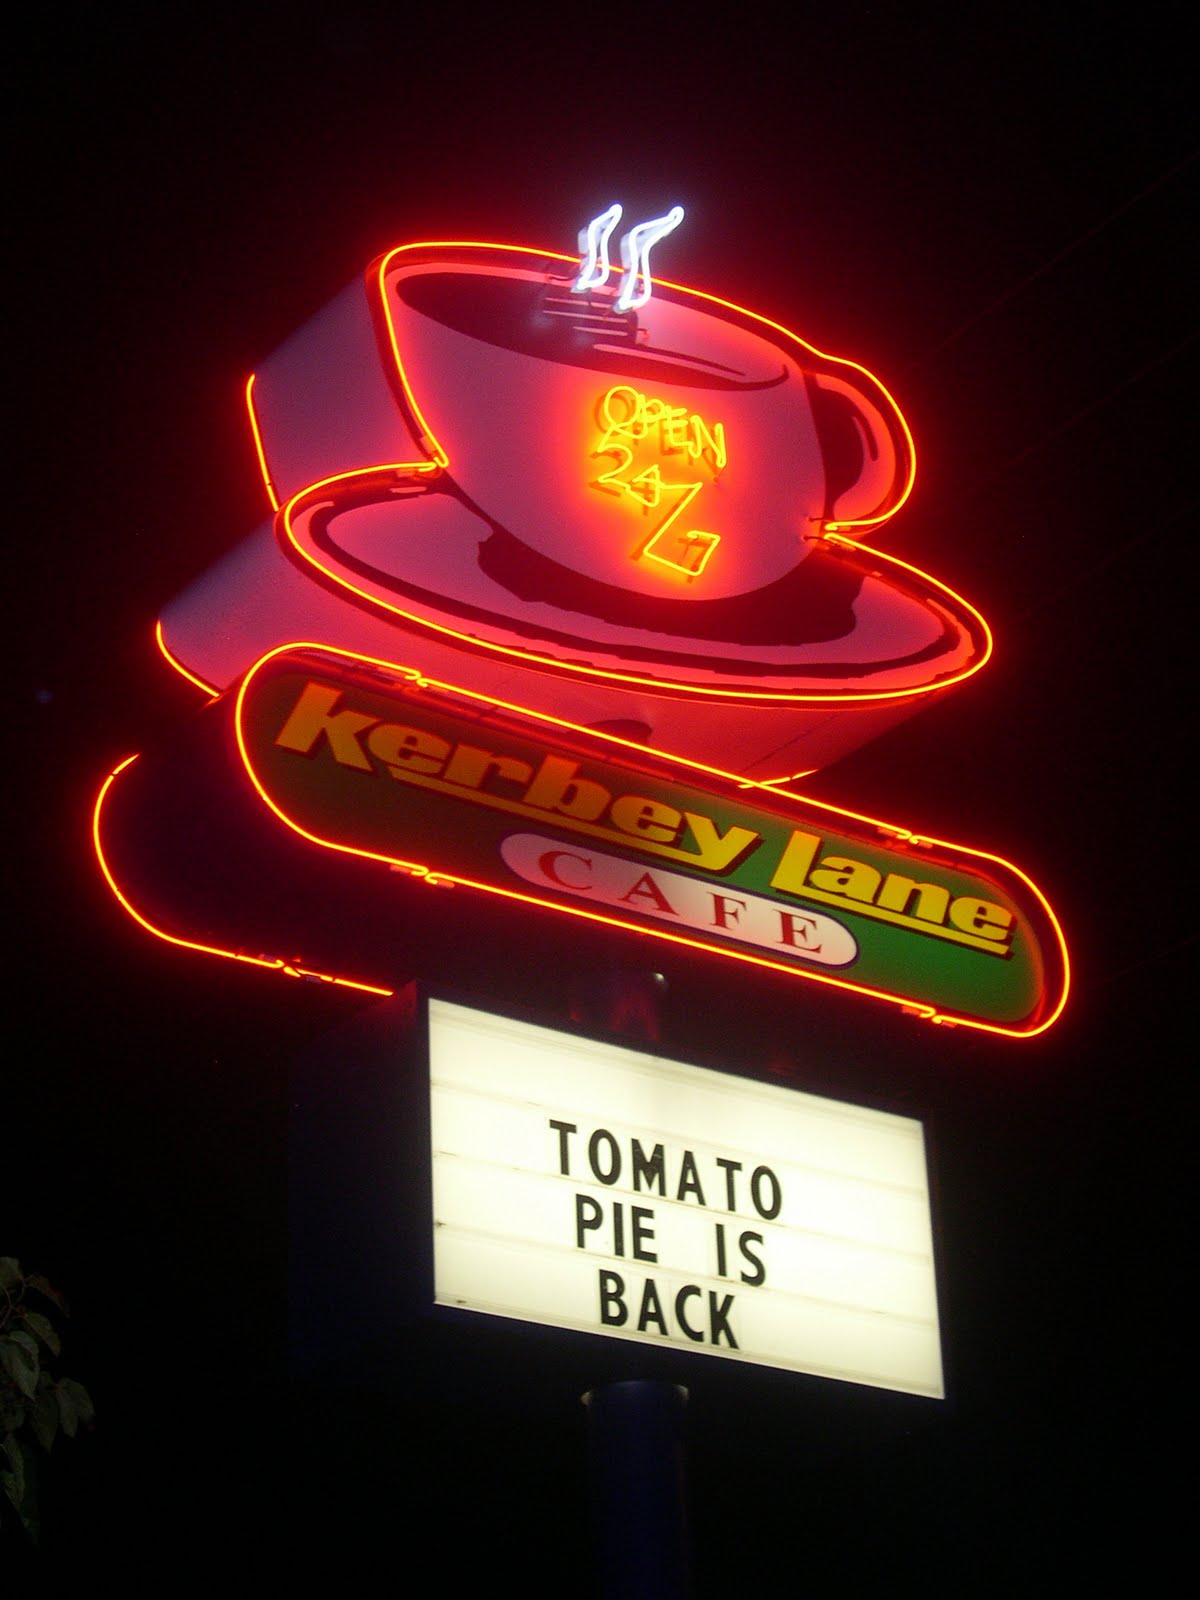 OPEN
24/7
Kerbey Lane
CAFE
TOMATO
PIE IS
BACK